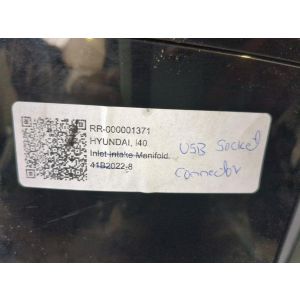 RR-000001371
HYUNDAI, I40
Inlet Intake Manifold.
41B2022-8
USB Socket
connector